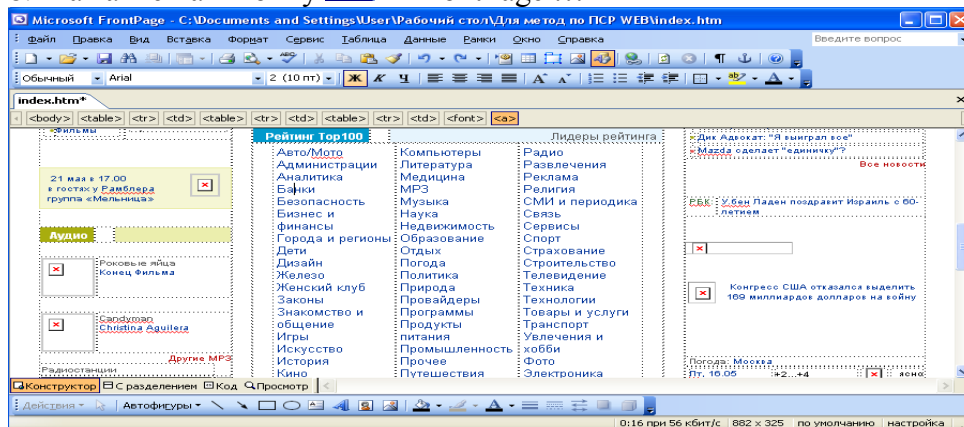 Microsoft FrontPage - C:\Documents and Settings\User\Рабочий стол\Для метод по ПСР WEB\index.htm
Файл Правка Вид Вставка Формат Сервис Таблица Данные Рамки Окно Справка Введите вопрос
Обычный Arial 2 (10 пт) Ж К Ч
index.htm*
<body> <table> <tr> <td> <table> <tr> <td> <table> <tr> <td> <font> <a>
Фильмы
21 мая в 17.00
в гостях у Рамблера
группа «Мельница»
Аудио
Роковые яйца
Конец Фильма
Candyman
Christina Aguilera
Другие MP3
Радиостанции
Рейтинг Top100 Лидеры рейтинга
Авто/Мото
Администрации
Аналитика
Банки
Безопасность
Бизнес и
финансы
Города и регионы
Дети
Дизайн
Железо
Женский клуб
Законы
Знакомство и
общение
Игры
Искусство
История
Кино
Компьютеры
Литература
Медицина
MP3
Музыка
Наука
Недвижимость
Образование
Отдых
Погода
Политика
Природа
Провайдеры
Программы
Продукты
питания
Промышленность
Прочее
Путешествия
Радио
Развлечения
Реклама
Религия
СМИ и периодика
Связь
Сервисы
Спорт
Страхование
Строительство
Телевидение
Техника
Технологии
Товары и услуги
Транспорт
Увлечения и
хобби
Фото
Электроника
Дик Адвокат: "Я выиграл все"
Mazda сделает "единичку"?
Все новости
РБК: У.бен Ладен поздравит Израиль с 60-
летием
Конгресс США отказался выделить
169 миллиардов долларов на войну
Погода: Москва
Пт, 16.05 +2...+4 ясно
Конструктор С разделением Код Просмотр
Действия Автофигуры
0:16 при 56 кбит/с 882 x 325 по умолчанию настройка